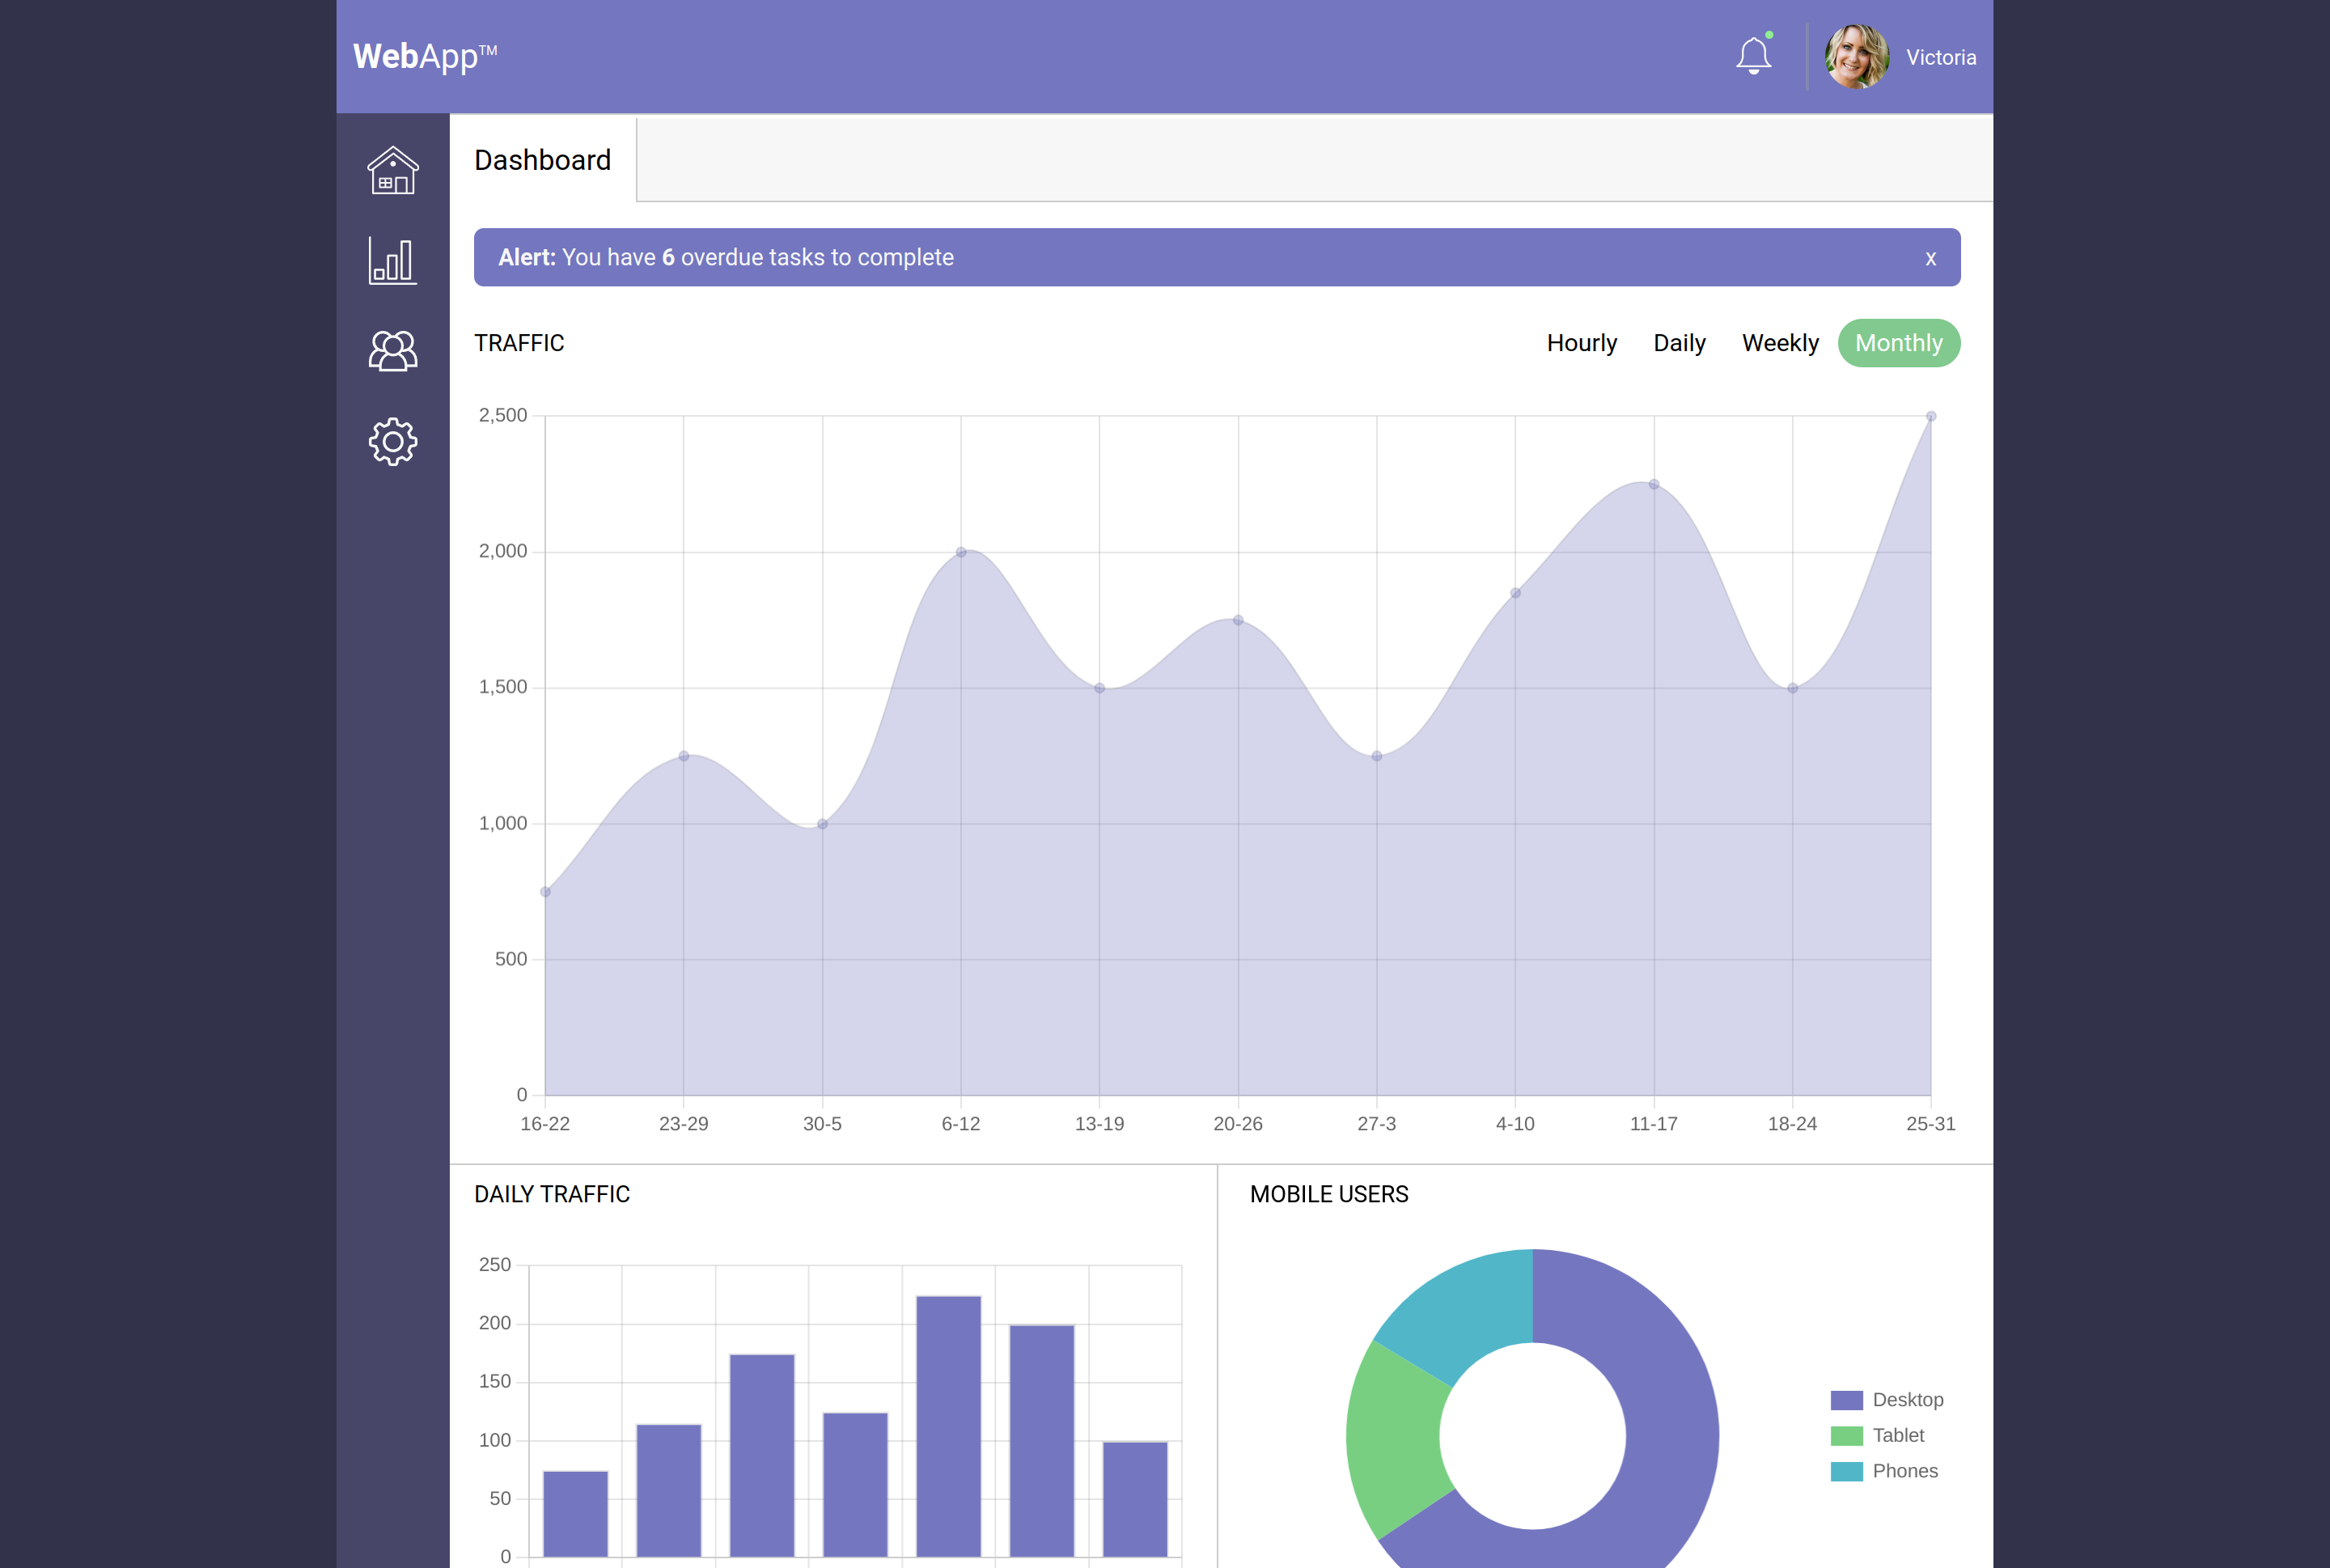 WebApp™
Victoria
Dashboard
Alert: You have 6 overdue tasks to complete x
TRAFFIC
Hourly Daily Weekly Monthly
2,500
2,000
1,500
1,000
500
0
16-22 23-29 30-5 6-12 13-19 20-26 27-3 4-10 11-17 18-24 25-31
DAILY TRAFFIC
250
200
150
100
50
0
MOBILE USERS
Desktop
Tablet
Phones